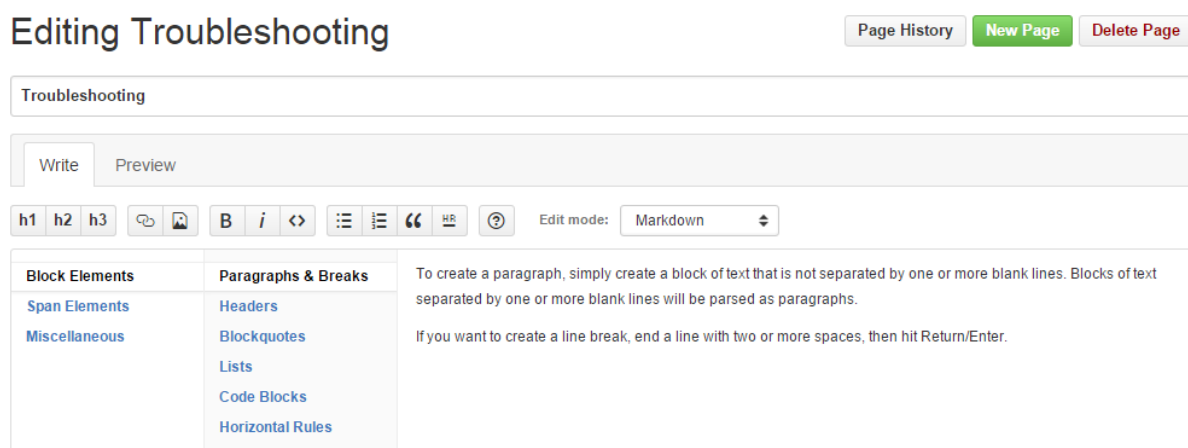 Editing Troubleshooting
Page History New Page Delete Page
Troubleshooting
Write Preview
h1 h2 h3 B i <> HR ? Edit mode: Markdown
Block Elements
Span Elements
Miscellaneous
Paragraphs & Breaks
Headers
Blockquotes
Lists
Code Blocks
Horizontal Rules
To create a paragraph, simply create a block of text that is not separated by one or more blank lines. Blocks of text
separated by one or more blank lines will be parsed as paragraphs.
If you want to create a line break, end a line with two or more spaces, then hit Return/Enter.